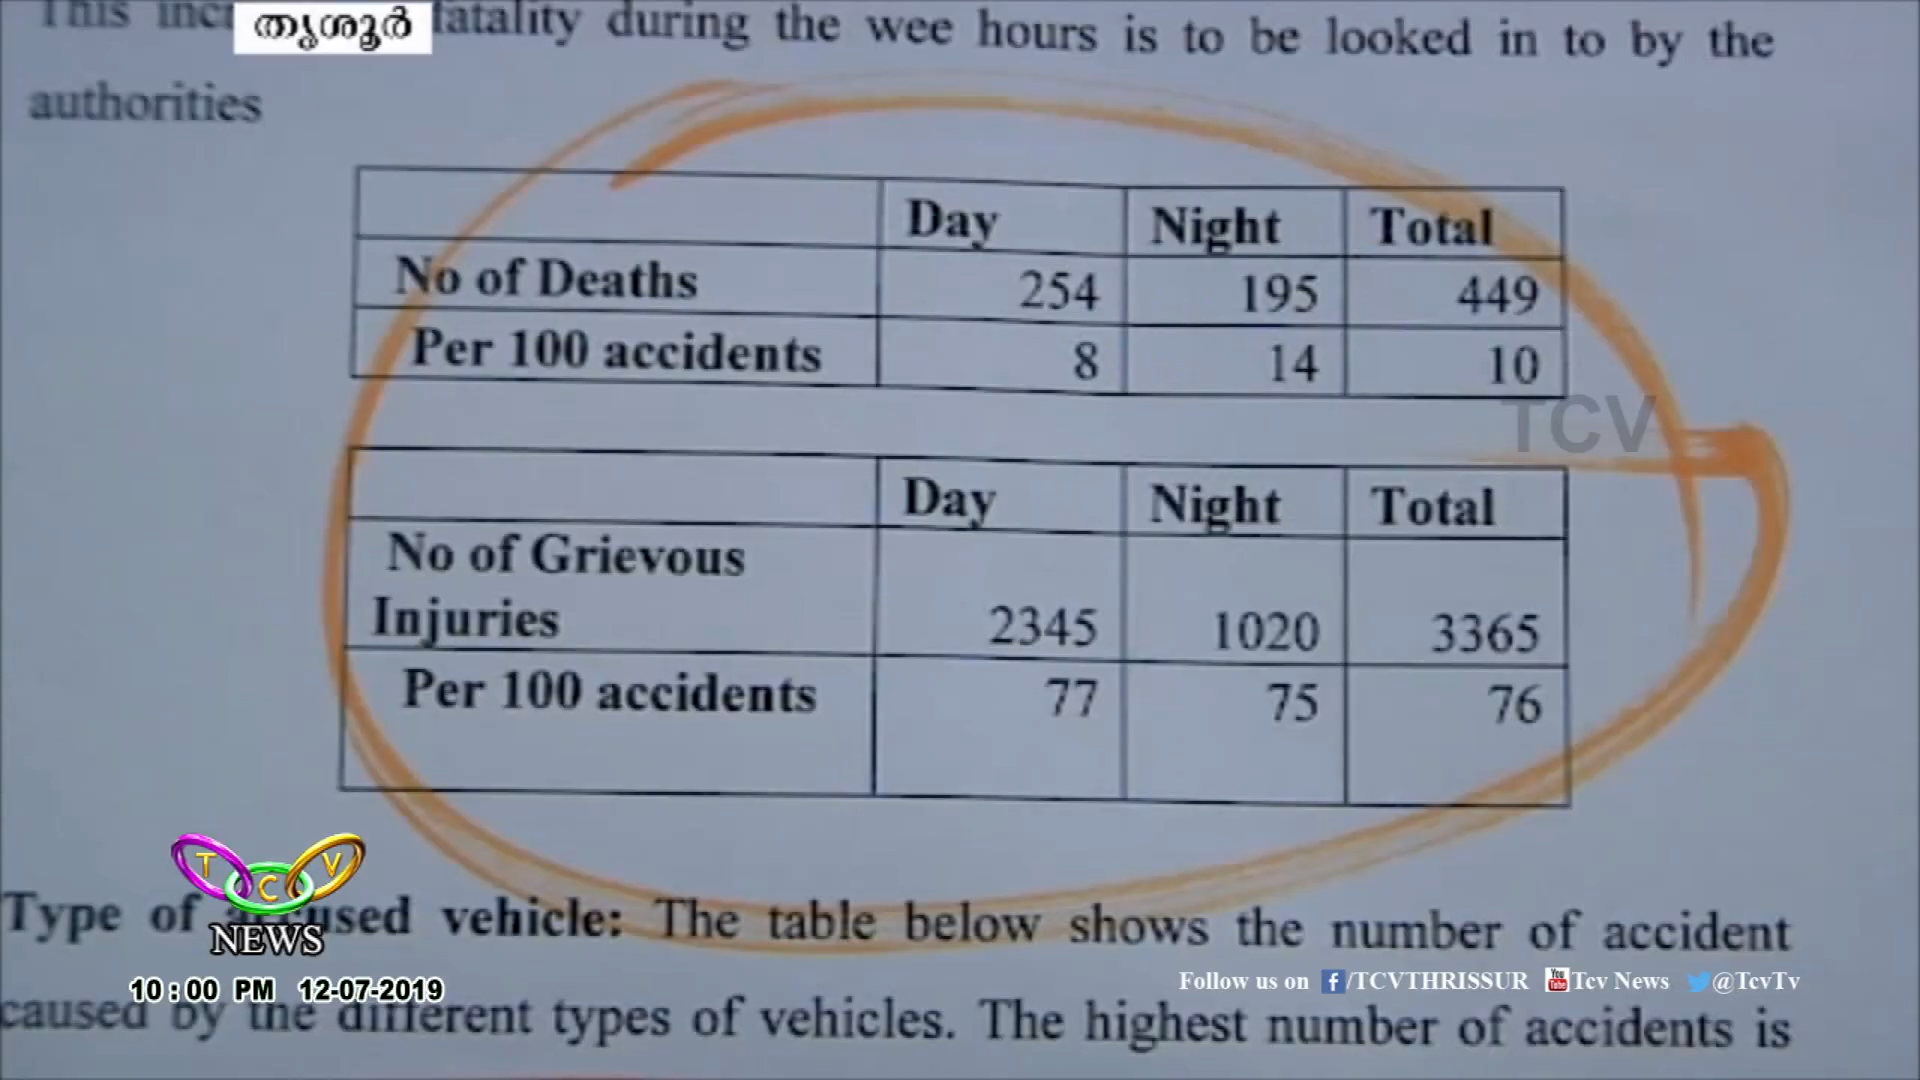 This തൃശൂർ fatality during the wee hours is to be looked in to by the
authorities
Day Night Total
No of Deaths 254 195 449
Per 100 accidents 8 14 10
TCV
Day Night Total
No of Grievous
Injuries 2345 1020 3365
Per 100 accidents 77 75 76
T C V
Type of accused vehicle: The table below shows the number of accident
NEWS
10:00 PM 12-07-2019
Follow us on f/TCVTHRISSUR You Tube Tcv News @TcvTv
caused by the different types of vehicles. The highest number of accidents is